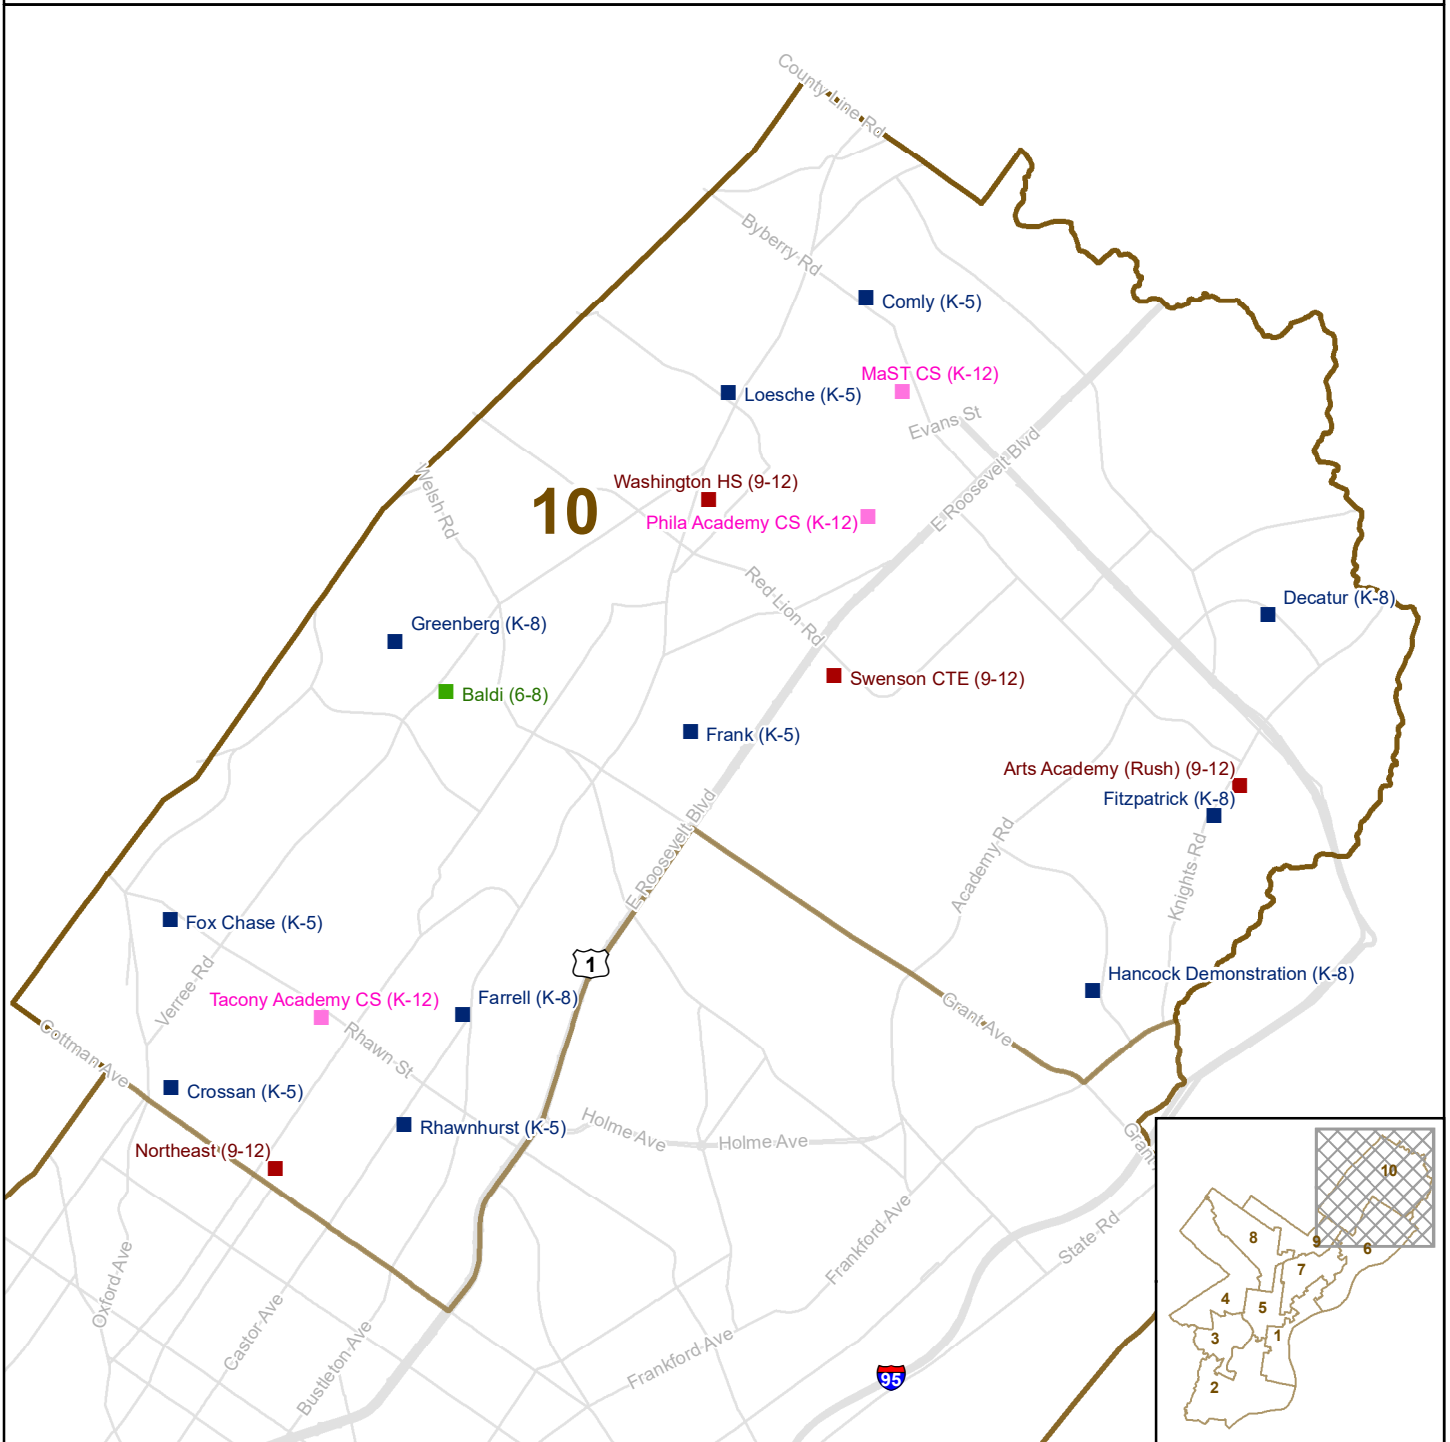 County Line Rd
Byberry Rd
Comly (K-5)
MaST CS (K-12)
Loesche (K-5)
Evans St
E Roosevelt Blvd
Welsh Rd
10
Washington HS (9-12)
Phila Academy CS (K-12)
Red Lion Rd
Decatur (K-8)
Greenberg (K-8)
Baldi (6-8)
Swenson CTE (9-12)
Frank (K-5)
Arts Academy (Rush) (9-12)
Fitzpatrick (K-8)
E Roosevelt Blvd
Academy Rd
Knights Rd
Fox Chase (K-5)
1
Verree Rd
Hancock Demonstration (K-8)
Tacony Academy CS (K-12)
Farrell (K-8)
Grant Ave
Cottman Ave
Rhawn St
Crossan (K-5)
Rhawnhurst (K-5)
Holme Ave
Holme Ave
Northeast (9-12)
Grant
Frankford Ave
State Rd
Oxford Ave
Castor Ave
Bustleton Ave
Frankford Ave
95
10
8
9
6
7
4
5
3
1
2